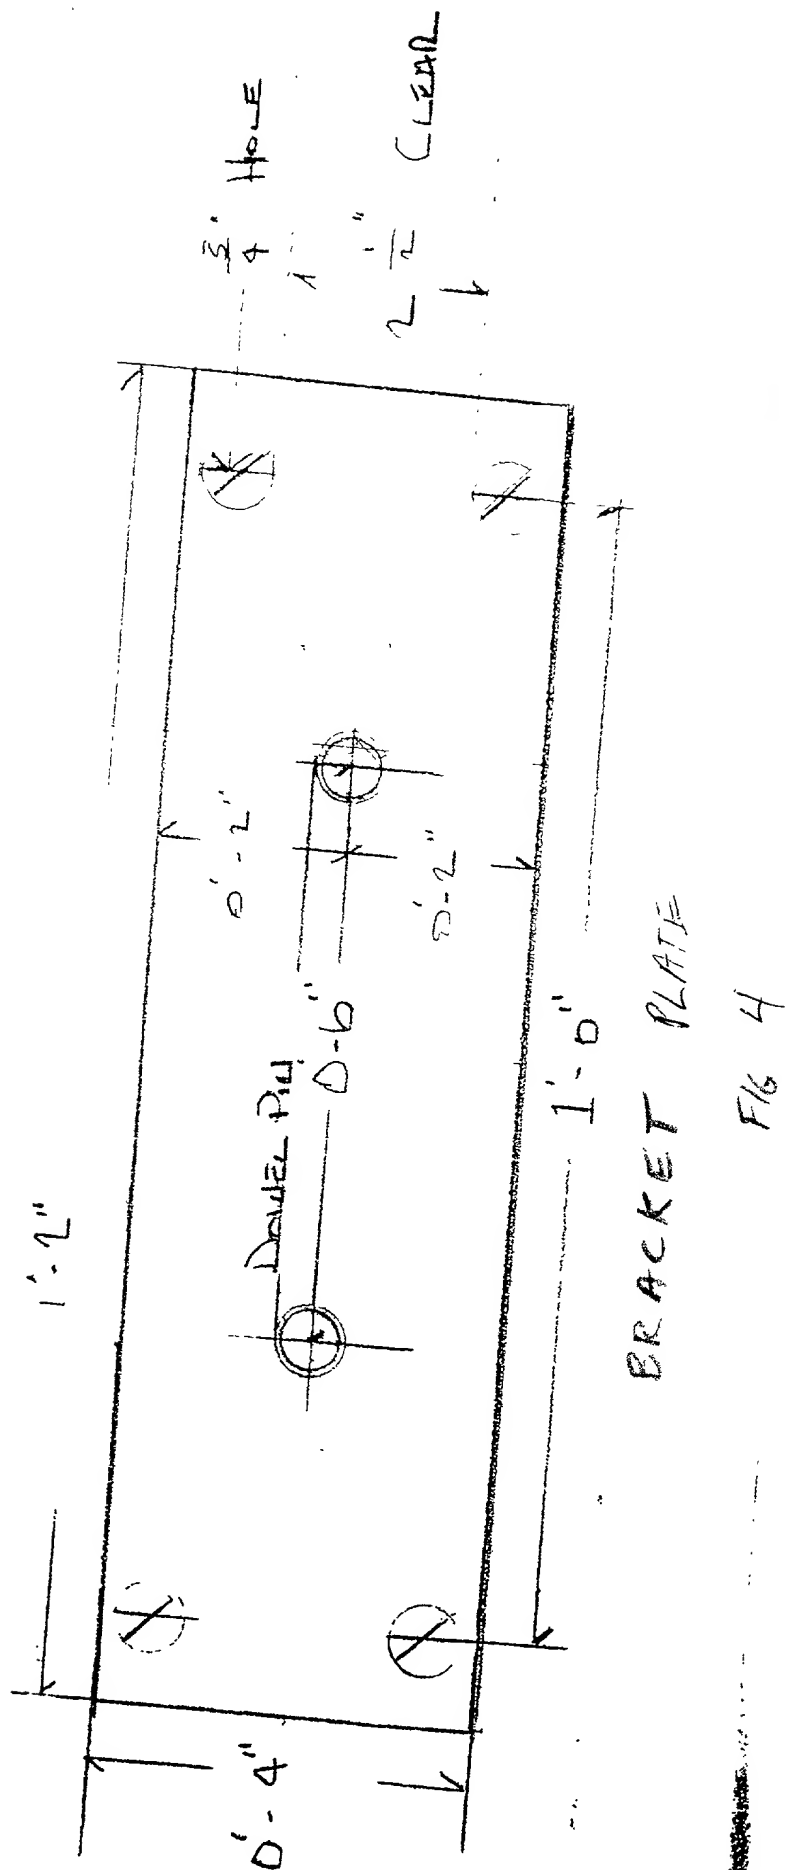 1'-2"
3/4" HOLE
2 1/2" CLEAR
0'-2"
DOWEL PIN
0-6"
0'-2"
0'-4"
1'-0"
BRACKET PLATE
FIG 4